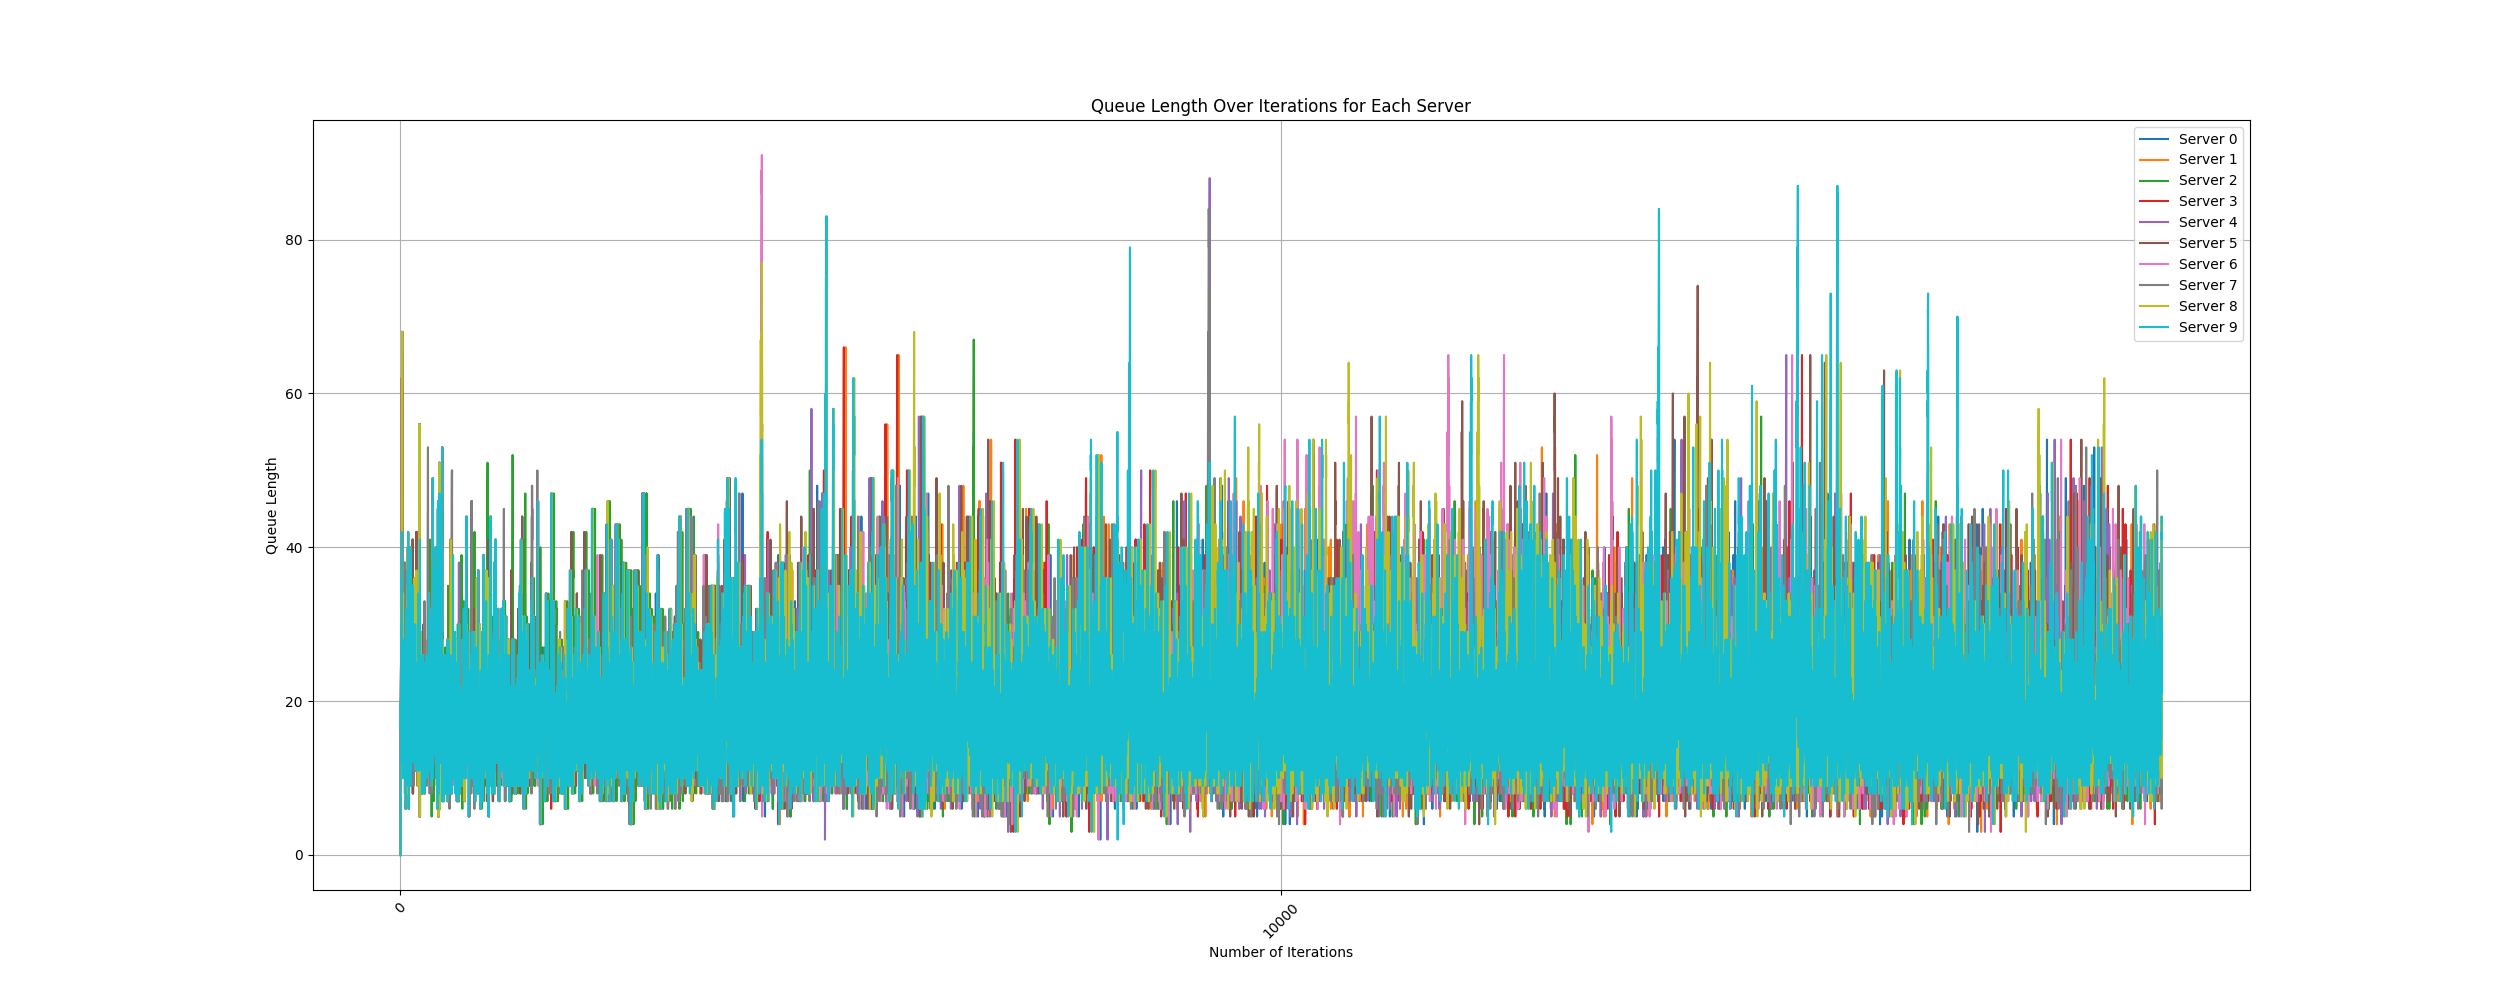 Queue Length Over Iterations for Each Server
Server 0
Server 1
Server 2
Server 3
Server 4
Server 5
Server 6
Server 7
Server 8
Server 9
80
60
40
20
0
Queue Length
0
10000
Number of Iterations